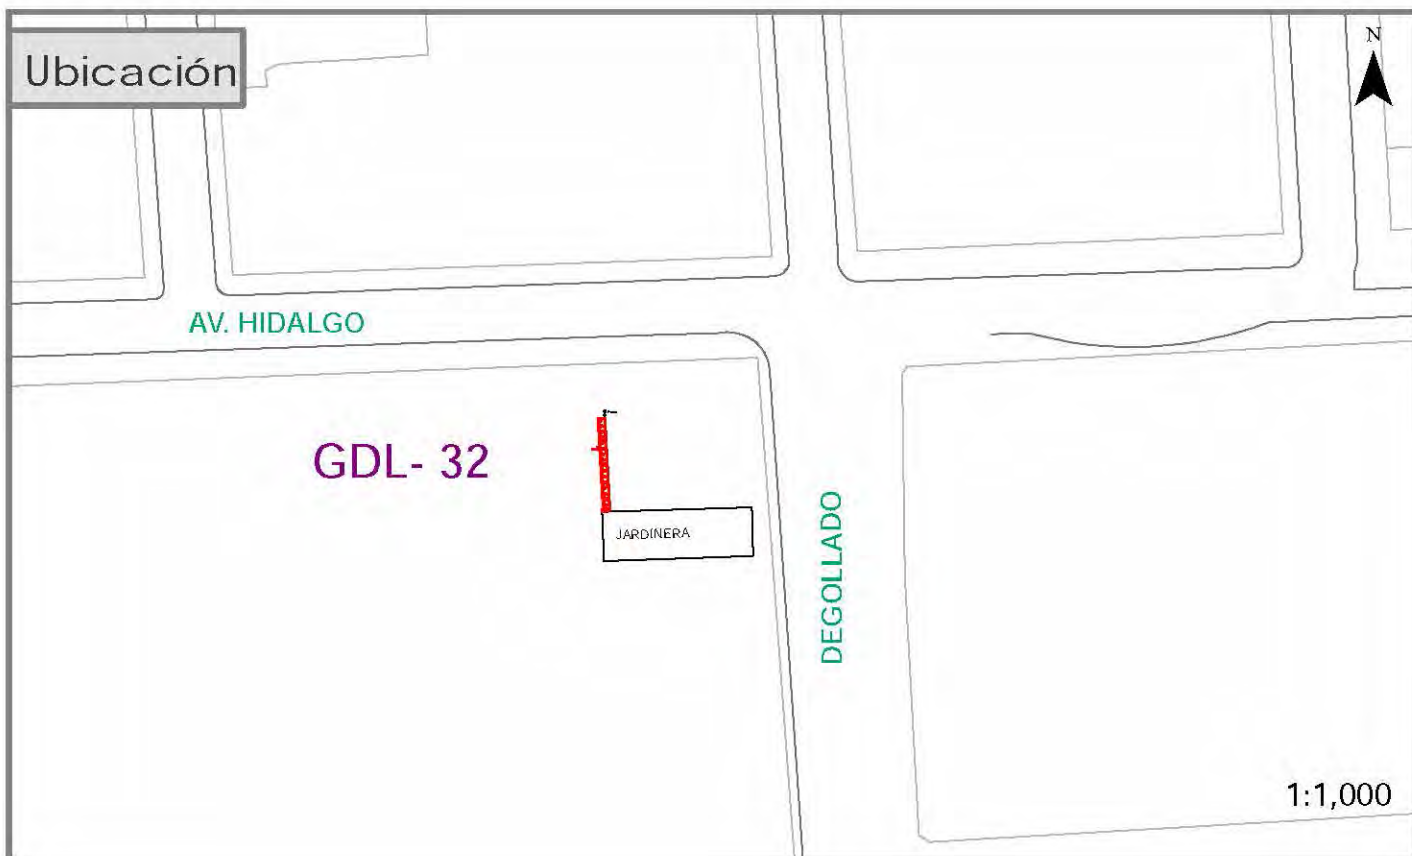 Ubicación
N
AV. HIDALGO
GDL- 32
JARDINERA
DEGOLLADO
1:1,000